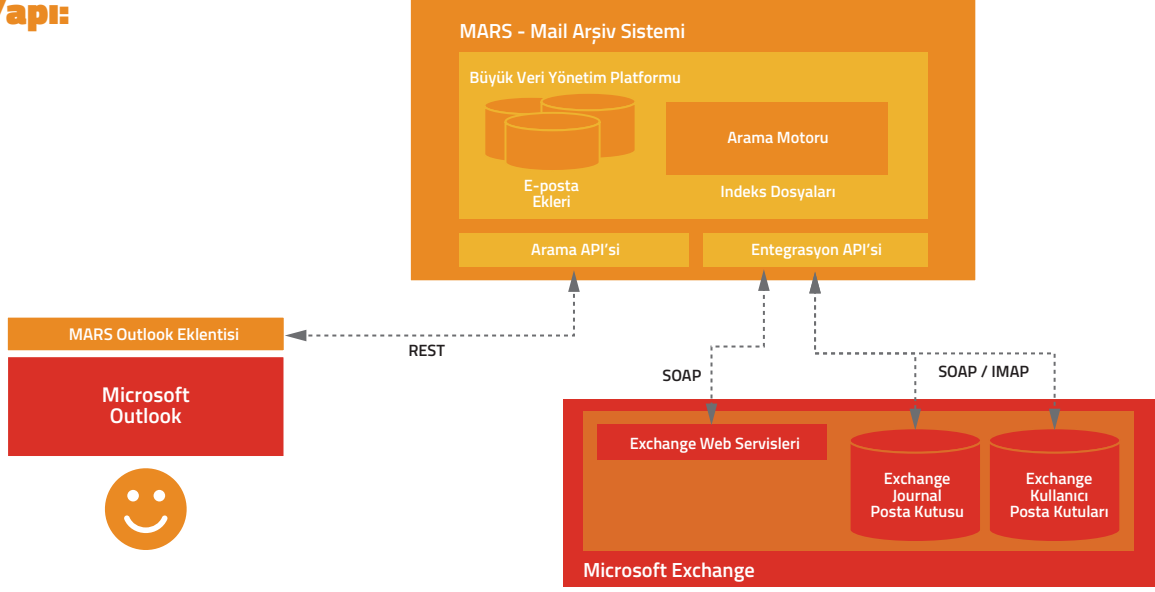 Yapı:
MARS - Mail Arşiv Sistemi
Büyük Veri Yönetim Platformu
Arama Motoru
E-posta
Ekleri
Indeks Dosyaları
Arama API'si
Entegrasyon API'si
MARS Outlook Eklentisi
REST
Microsoft
Outlook
SOAP
SOAP / IMAP
Exchange Web Servisleri
Exchange
Journal
Posta Kutusu
Exchange
Kullanıcı
Posta Kutuları
Microsoft Exchange